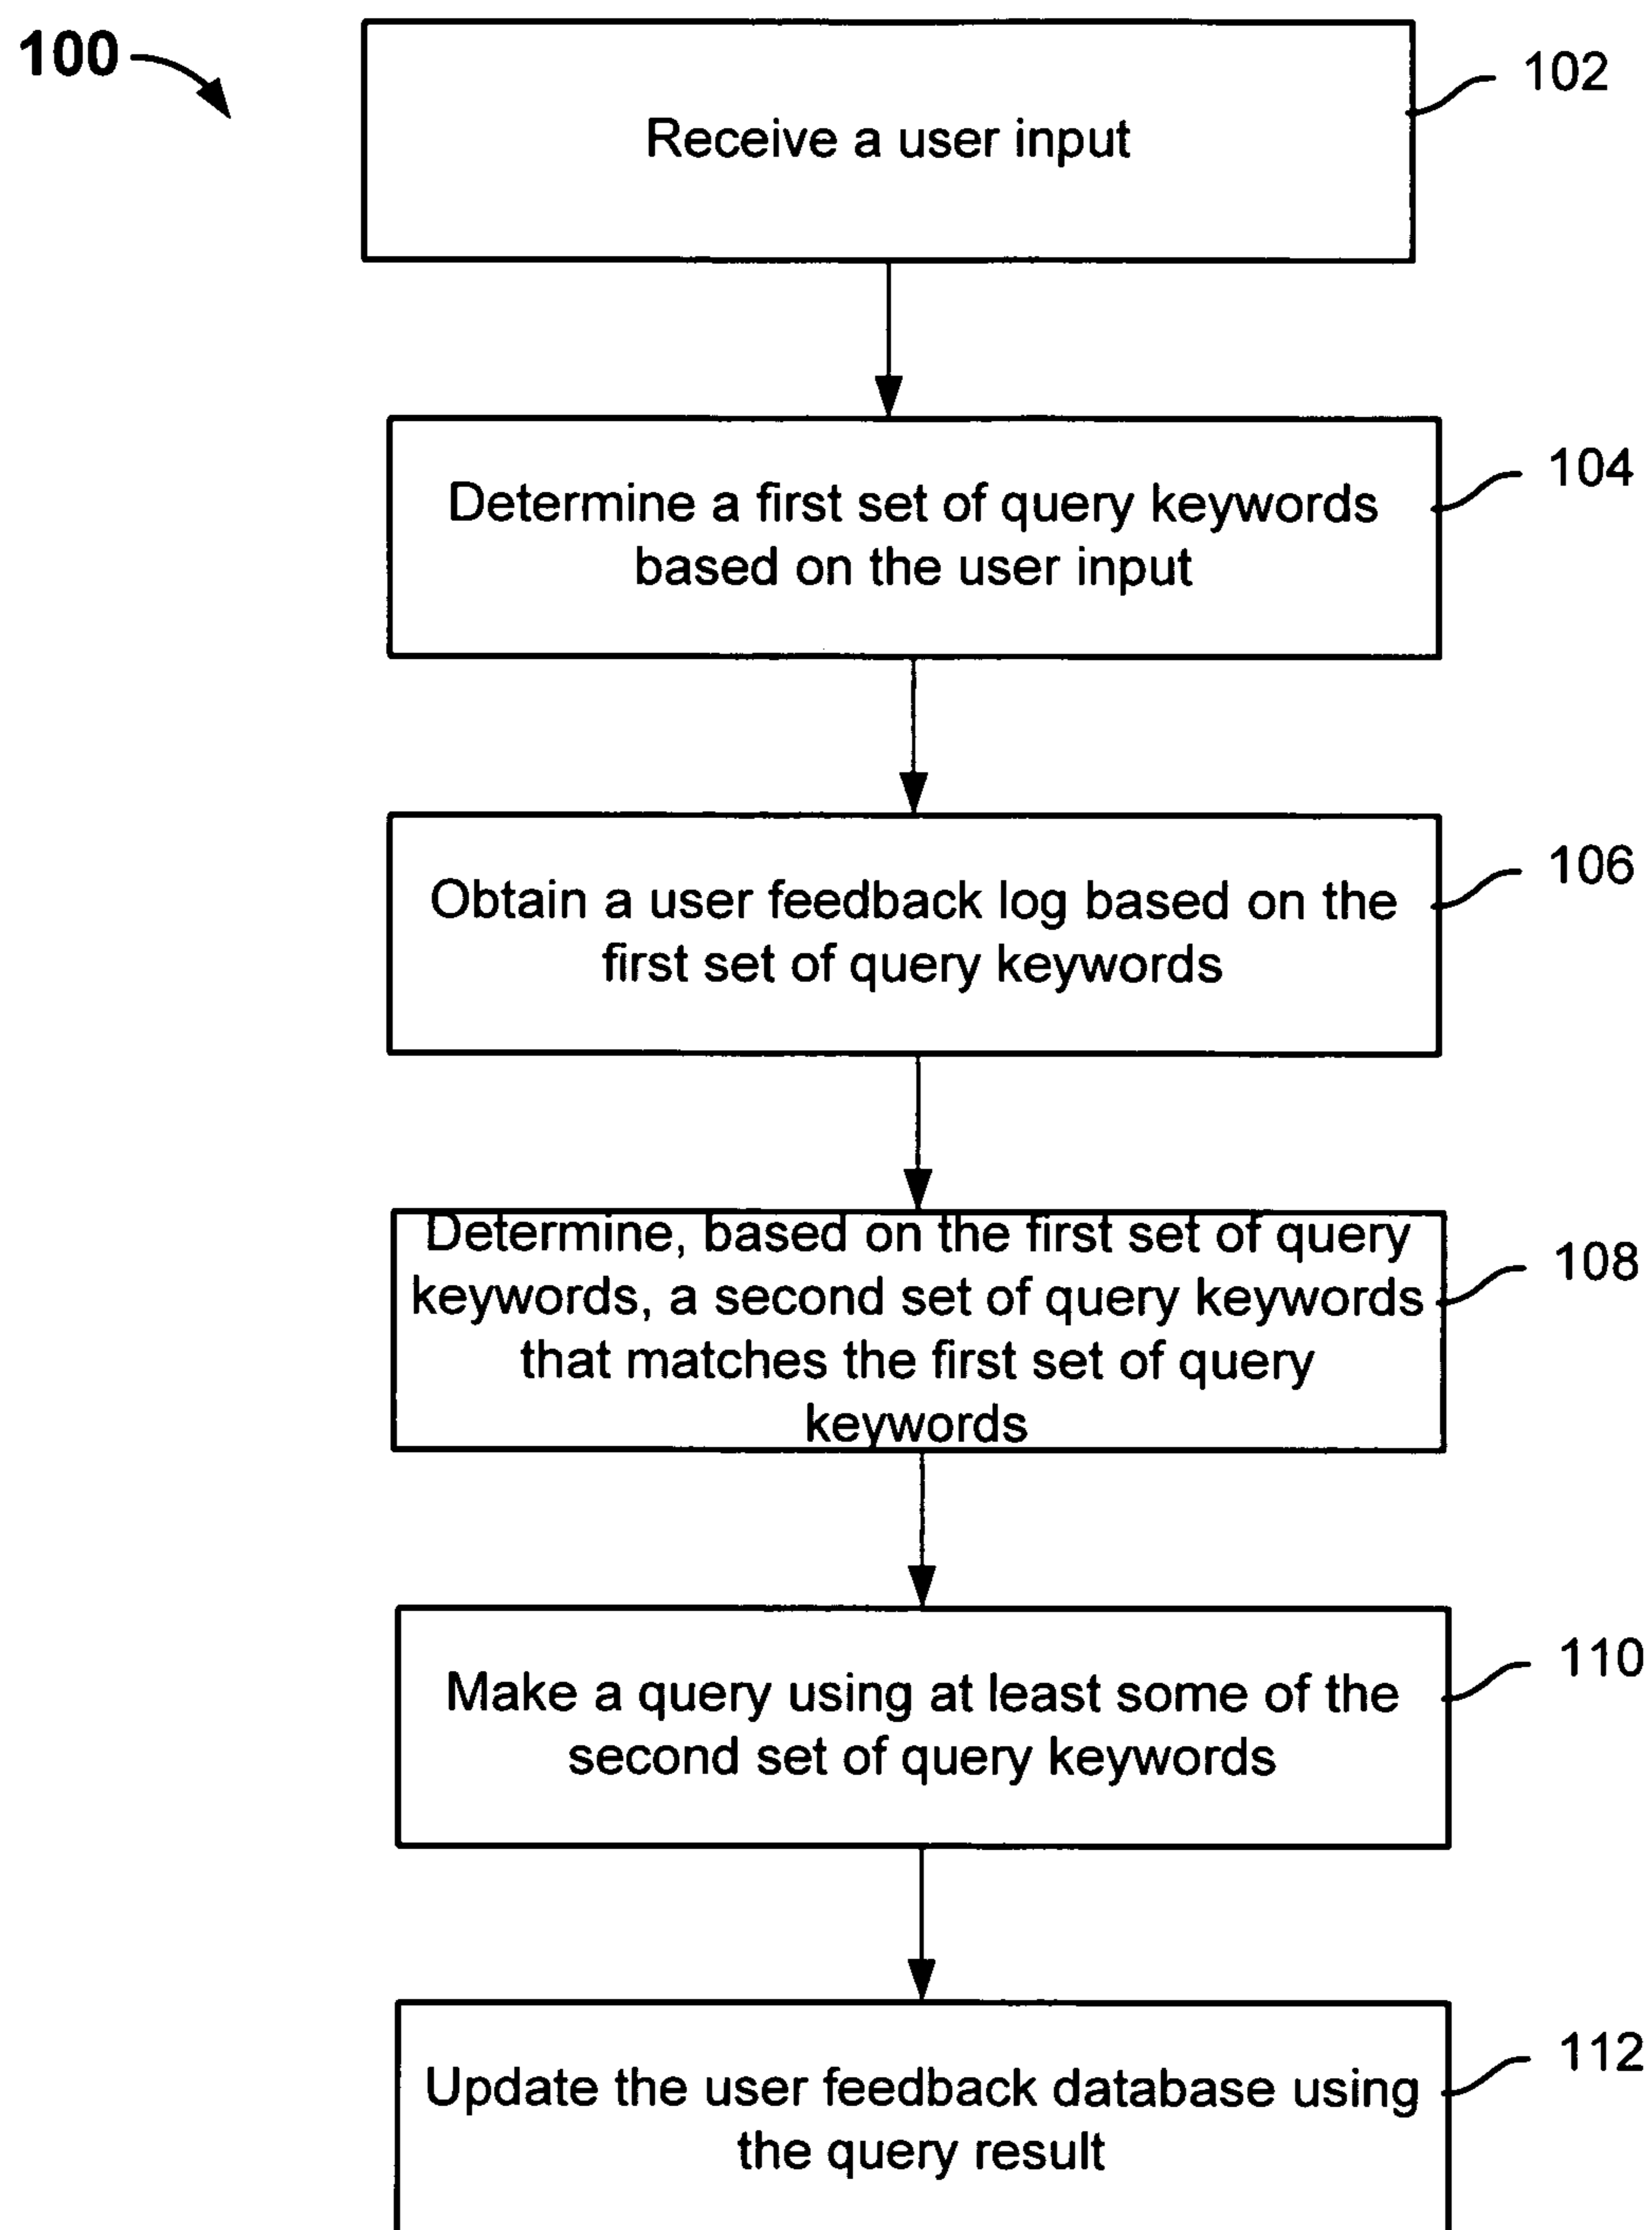 100
102
Receive a user input
104
Determine a first set of query keywords
based on the user input
106
Obtain a user feedback log based on the
first set of query keywords
108
Determine, based on the first set of query
keywords, a second set of query keywords
that matches the first set of query
keywords
110
Make a query using at least some of the
second set of query keywords
112
Update the user feedback database using
the query result